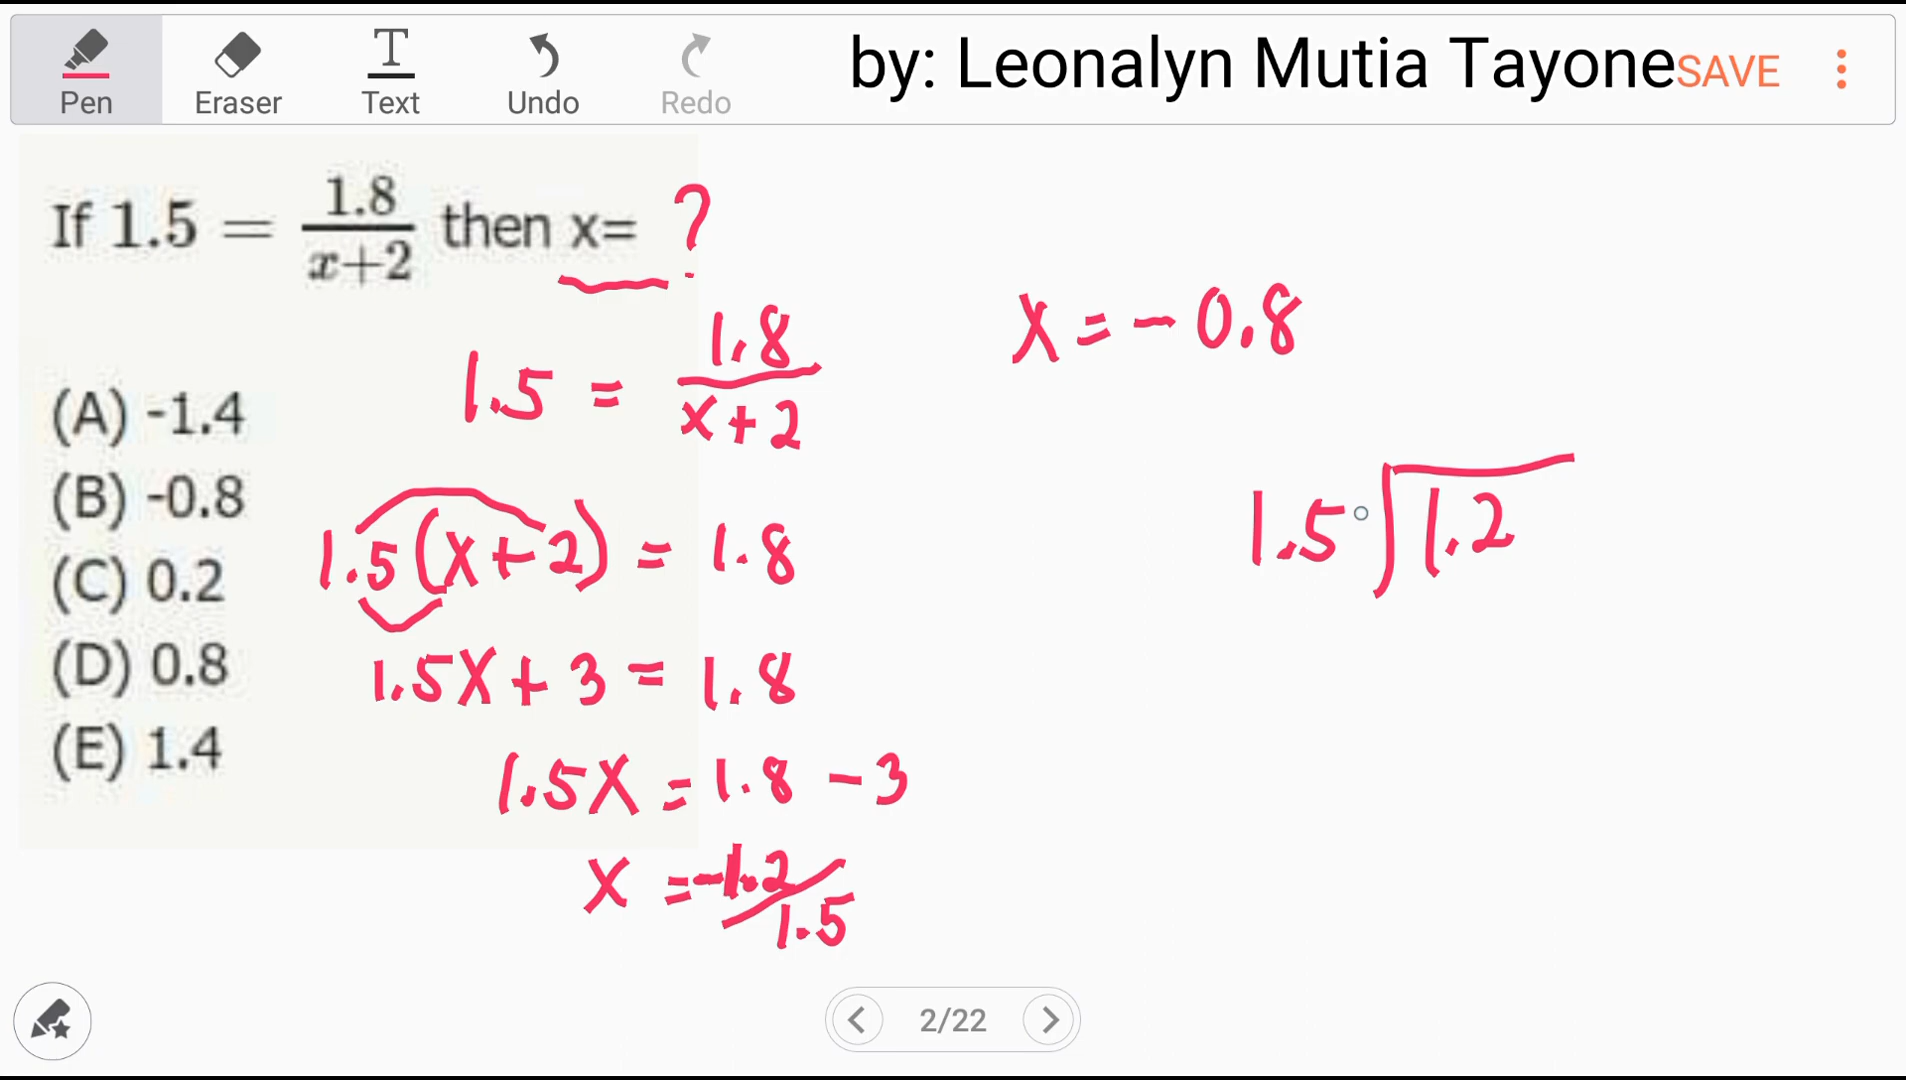 Pen Eraser Text Undo Redo by: Leonalyn Mutia Tayone SAVE
If 1.5 = 1.8/x+2 then x= ?
(A) -1.4
(B) -0.8
(C) 0.2
(D) 0.8
(E) 1.4
1.5 = 1.8/x+2
1.5(x+2) = 1.8
1.5x + 3 = 1.8
1.5x = 1.8 - 3
x = -1.2/1.5
x = -0.8
1.5 √1.2
2/22